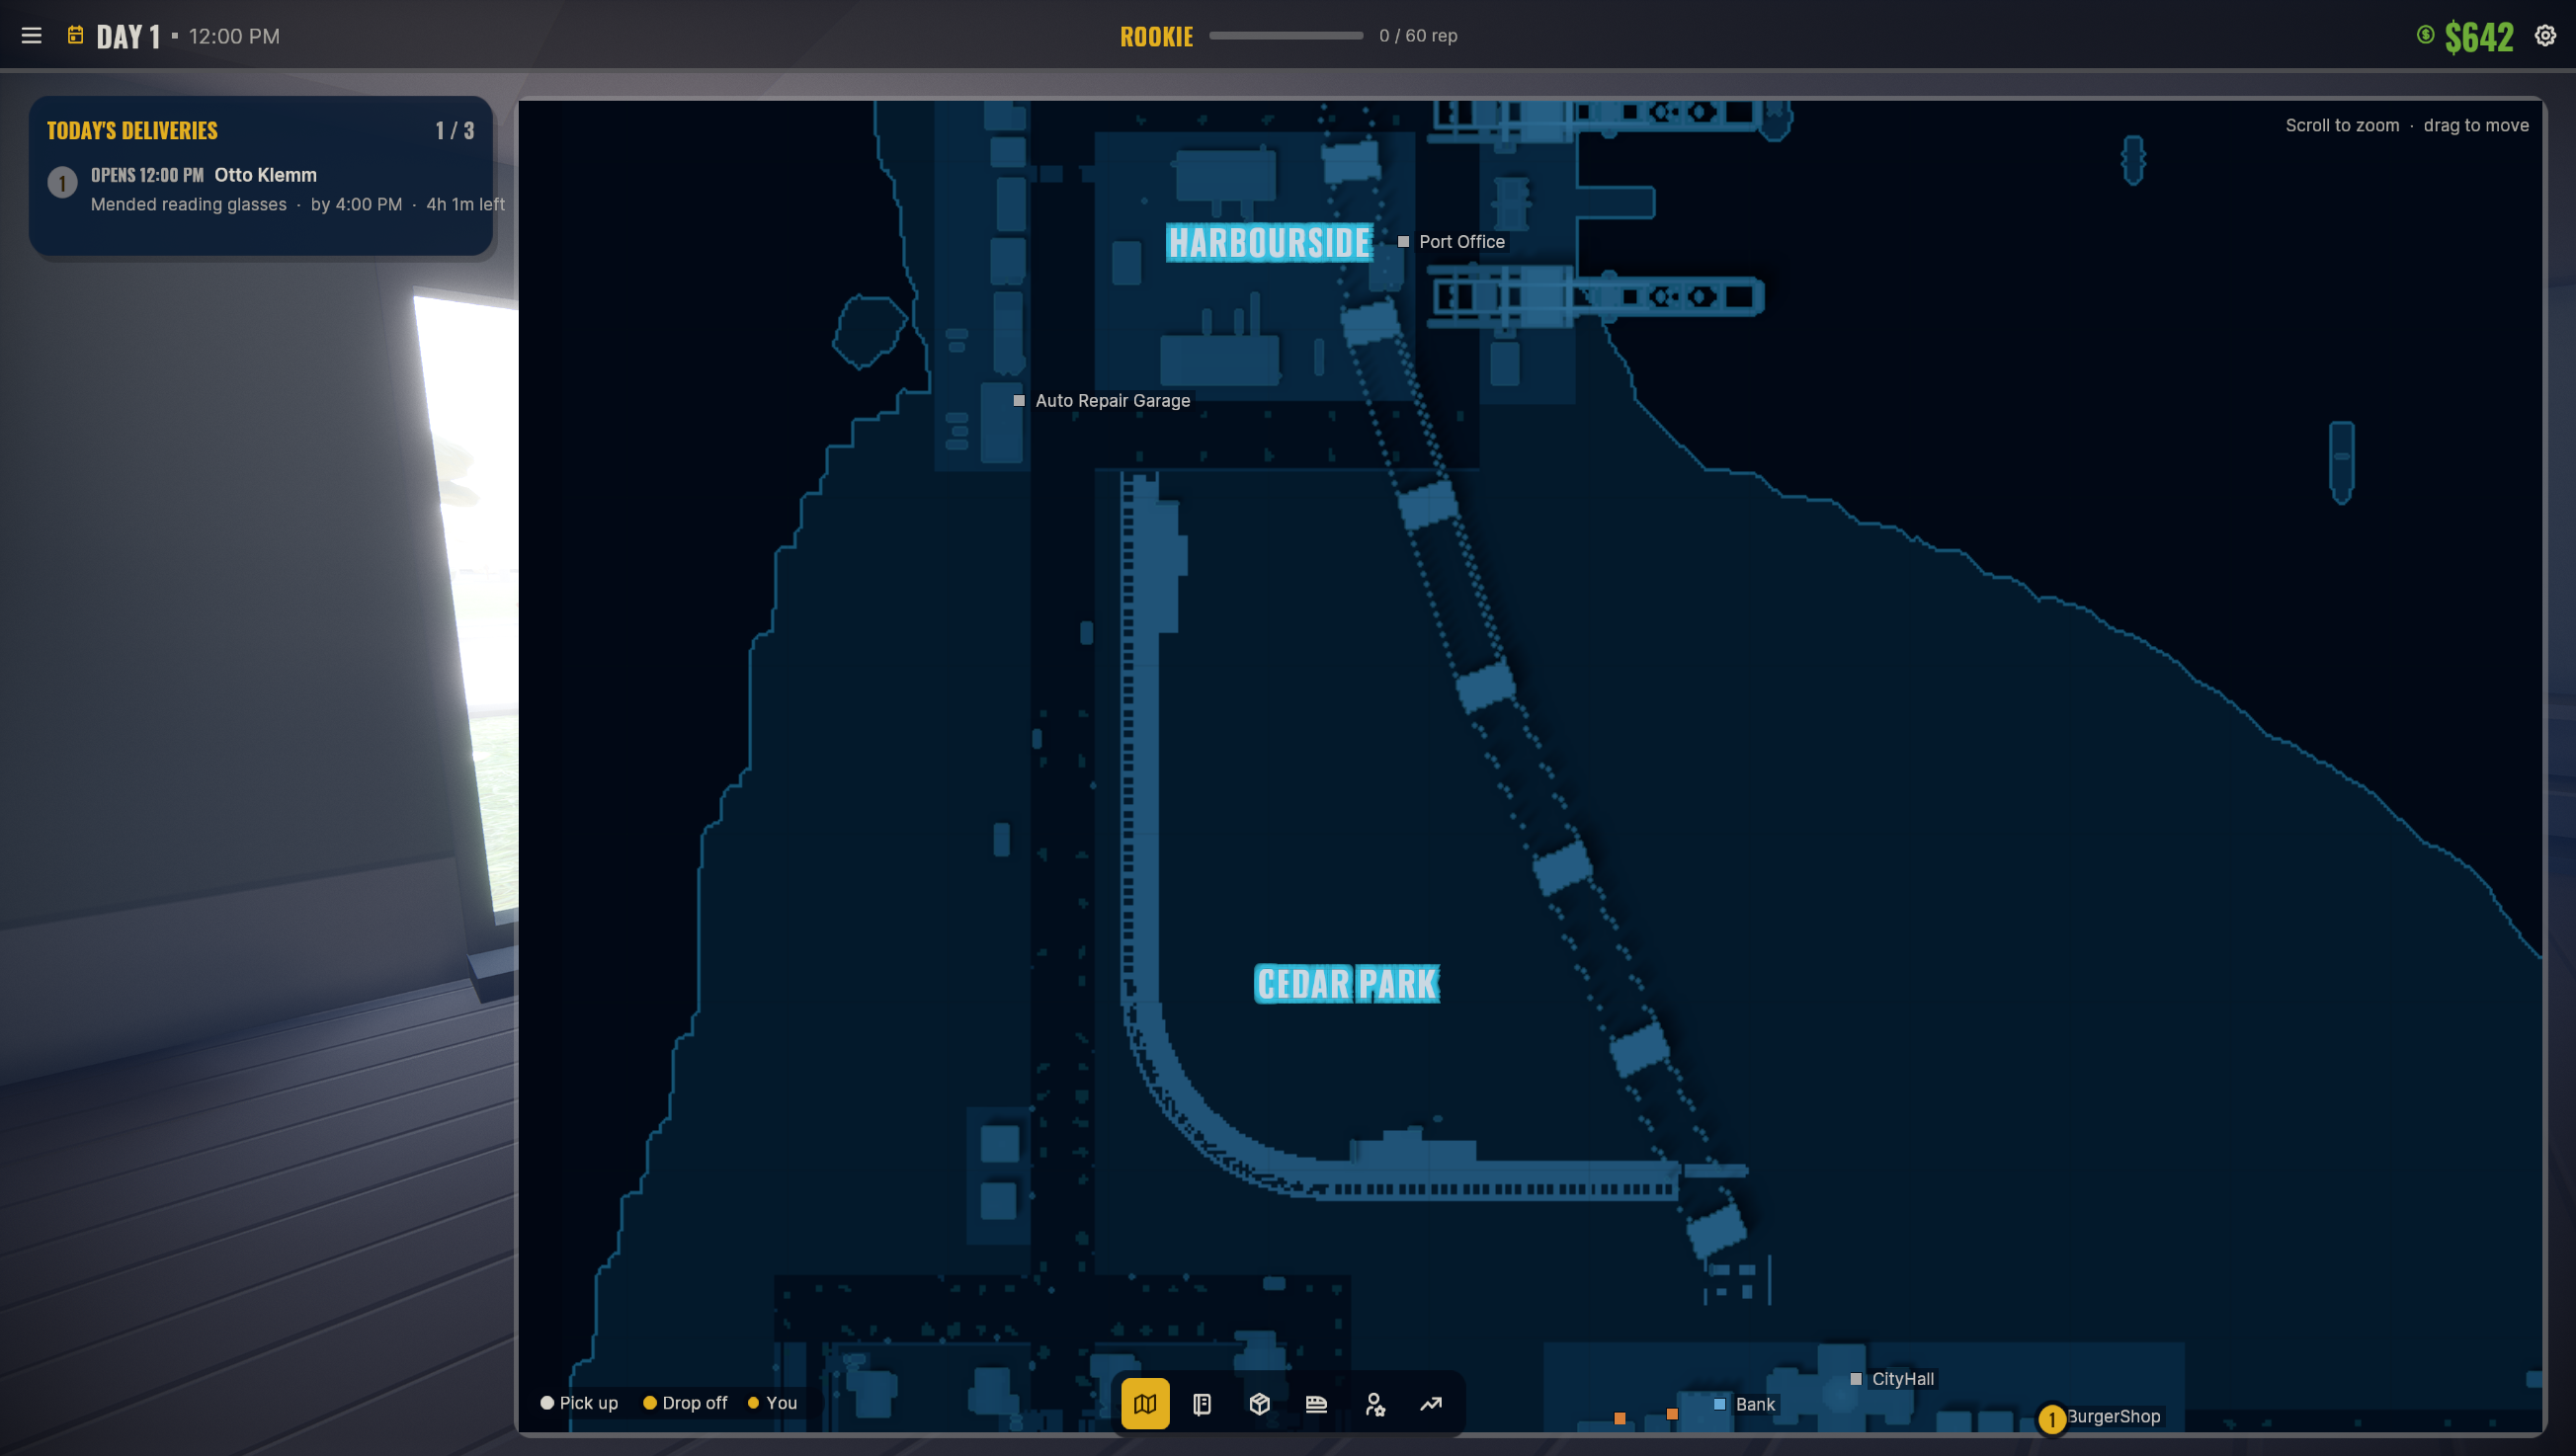 DAY 1 ▪ 12:00 PM
ROOKIE 0 / 60 rep
$642
TODAY'S DELIVERIES 1 / 3
1 OPENS 12:00 PM Otto Klemm
Mended reading glasses · by 4:00 PM · 4h 1m left
Scroll to zoom · drag to move
HARBOURSIDE
Port Office
Auto Repair Garage
CEDAR PARK
CityHall
Bank
1 BurgerShop
Pick up Drop off You